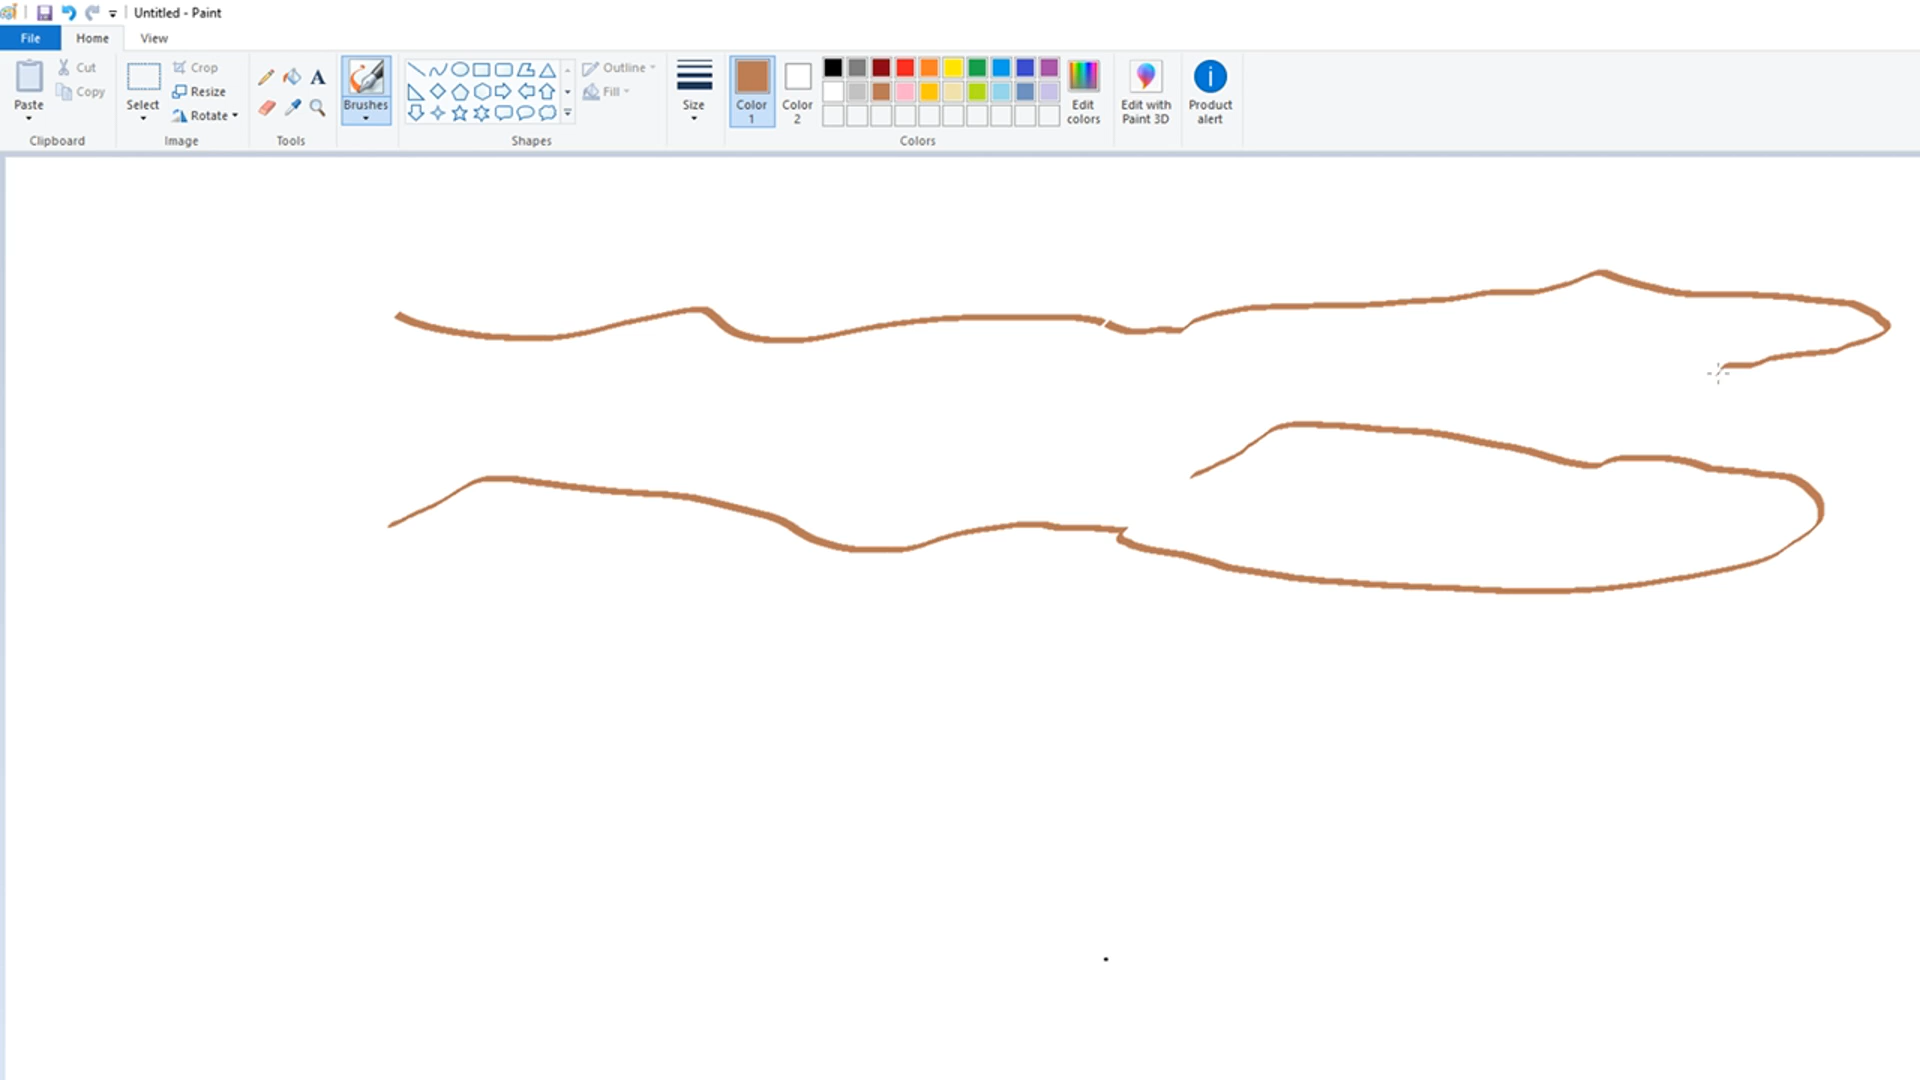 Untitled - Paint
File Home View
Paste Cut Copy
Clipboard
Select Crop Resize Rotate
Image
A
Tools
Brushes
Shapes
Outline Fill
Size
Color 1
Color 2
Colors
Edit colors
Edit with Paint 3D
Product alert